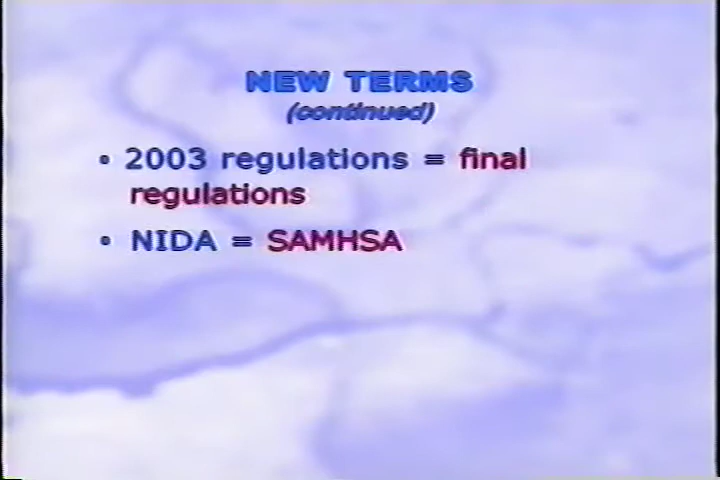 NEW TERMS
(continued)
• 2003 regulations = final
regulations
• NIDA = SAMHSA